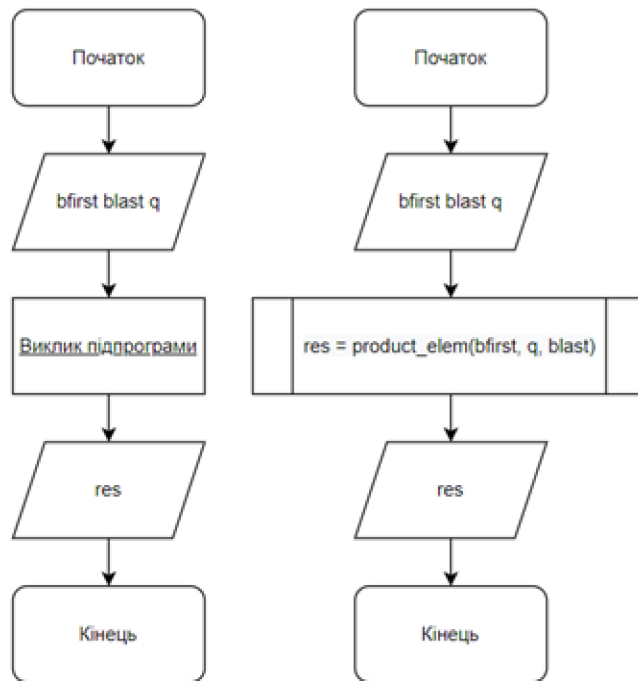 Початок
bfirst blast q
Виклик підпрограми
res
Кінець
Початок
bfirst blast q
res = product_elem(bfirst, q, blast)
res
Кінець